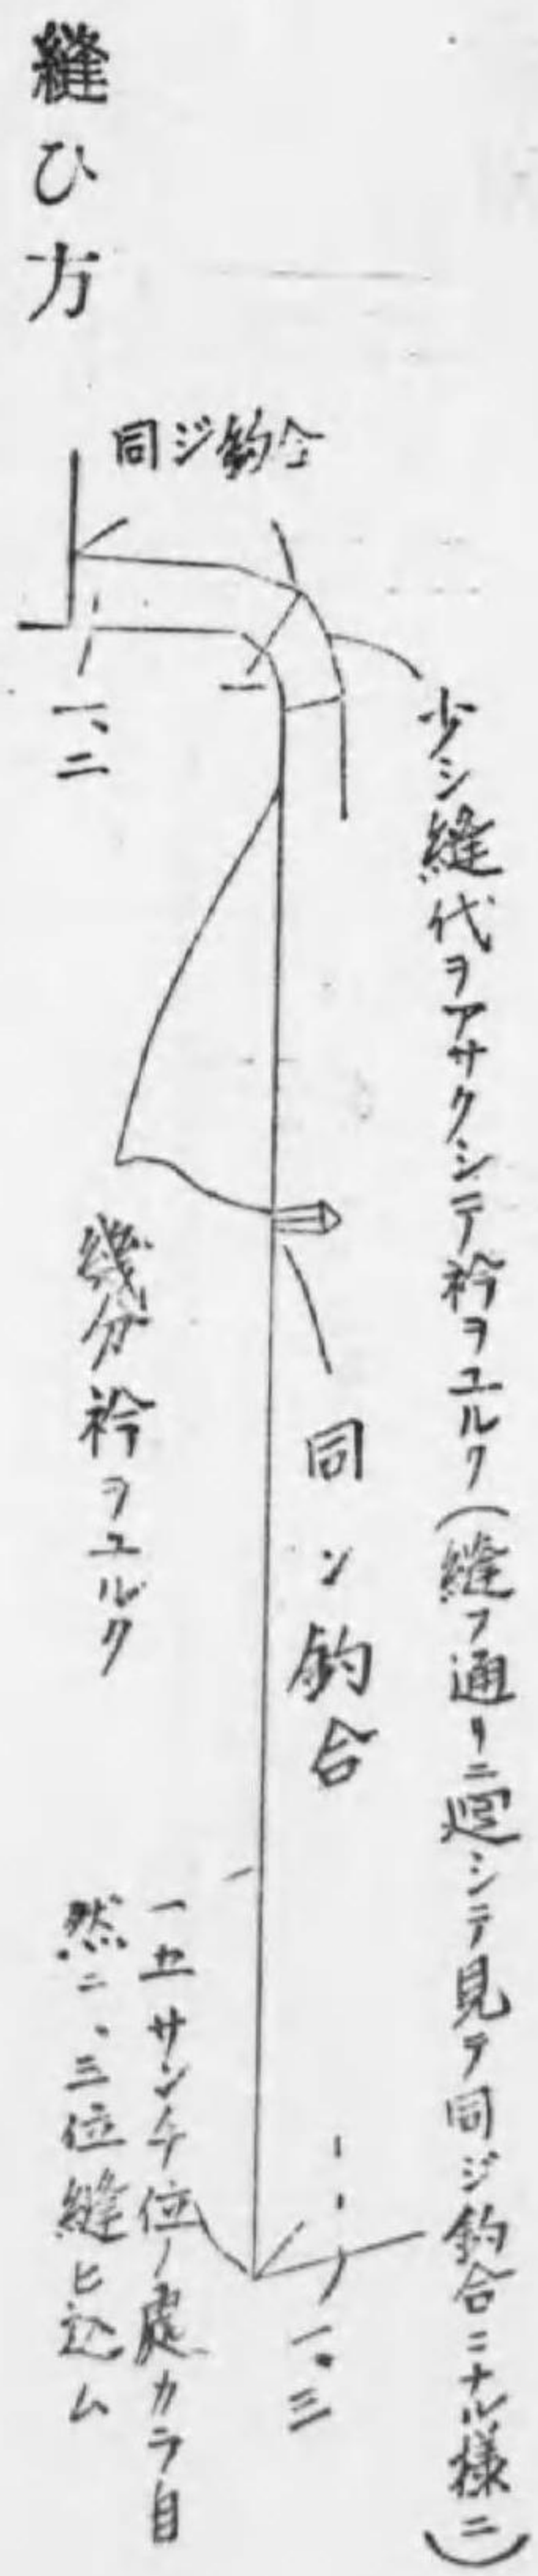 縫ひ方
同ジ釣合
少シ縫代ヲアサクシテ衿ヲユルク(縫フ通リニ廻シテ見テ同ジ釣合ニナル様ニ)
一、二
同ジ釣合
幾分衿ヲユルク
一、三
一五サンチ位ノ處カラ自
然ニ、三位縫ヒ込ム